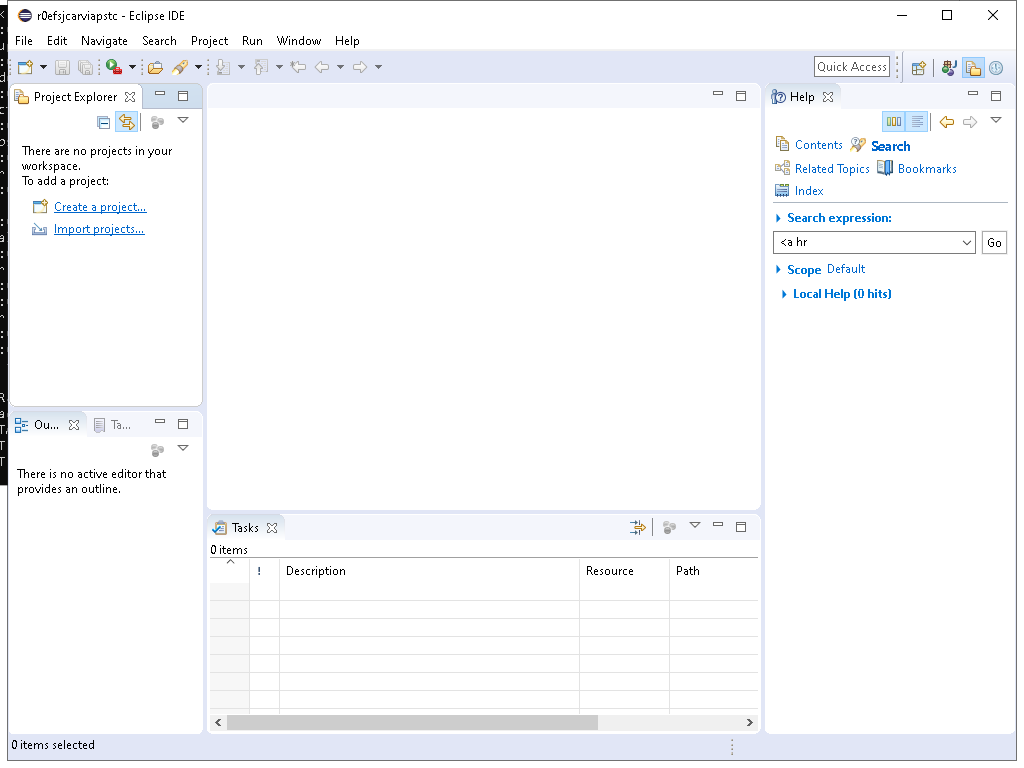 r0efsjcarviapstc - Eclipse IDE
File Edit Navigate Search Project Run Window Help
Quick Access
Project Explorer
There are no projects in your
workspace.
To add a project:
Create a project...
Import projects...
Ou...
Ta...
There is no active editor that
provides an outline.
Tasks
0 items
! Description Resource Path
Help
Contents Search
Related Topics Bookmarks
Index
Search expression:
<a hr
Go
Scope Default
Local Help (0 hits)
0 items selected